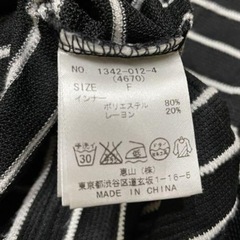 NO. 1342-012-4
(4670)
SIZE F
インナー
ポリエステル 80%
レーヨン 20%
30
裏山(株)
東京都渋谷区道玄坂1-16-5
MADE IN CHINA